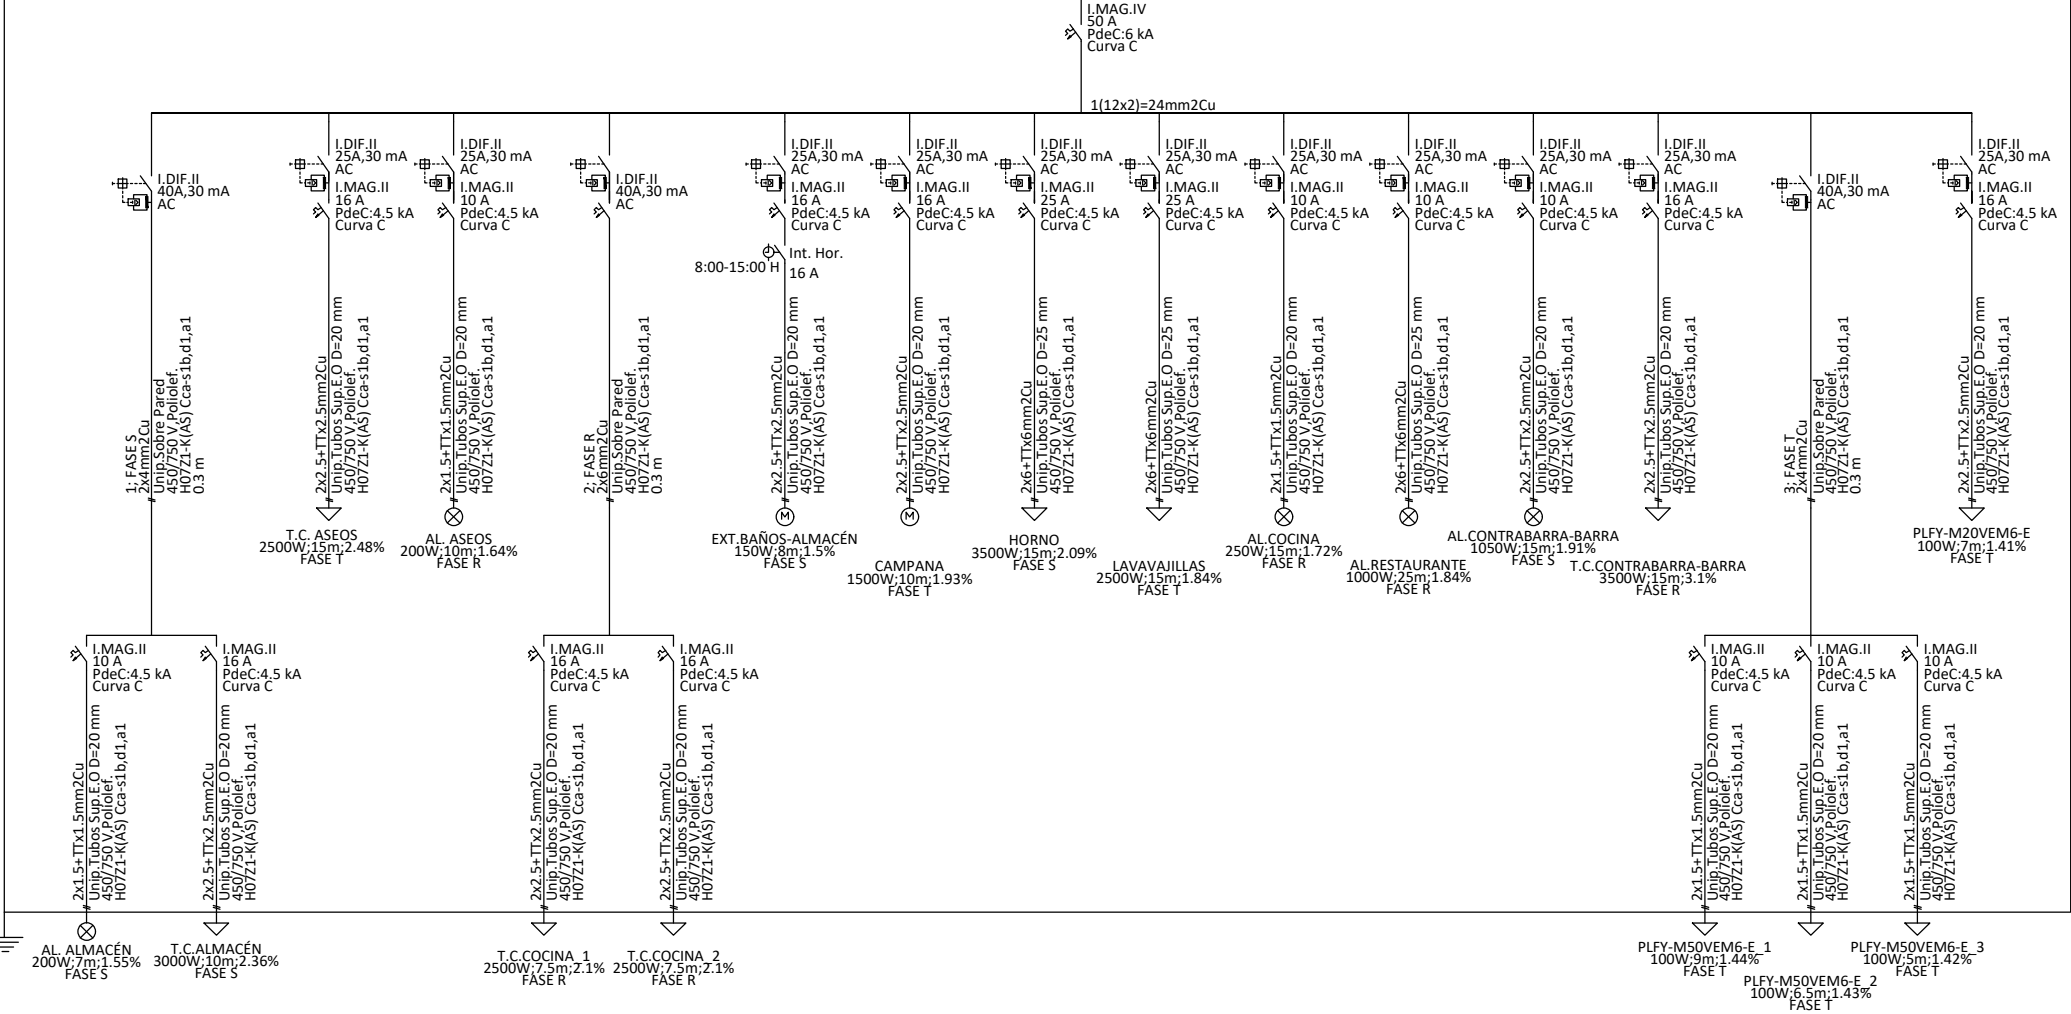 I.MAG.IV
50 A
PdeC:6 kA
Curva C
1(12x2)=24mm2Cu
I.DIF.II
40A,30 mA
AC
1; FASE S
2x4mm2Cu
Unip.Sobre Pared
450/750 V,Poliolef.
H07Z1-K(AS) Cca-s1b,d1,a1
0.3 m
I.DIF.II
25A,30 mA
AC
I.MAG.II
16 A
PdeC:4.5 kA
Curva C
2x2.5+TTx2.5mm2Cu
Unip.Tubos Sup.E.O D=20 mm
450/750 V,Poliolef.
H07Z1-K(AS) Cca-s1b,d1,a1
T.C. ASEOS
2500W;15m;2.48%
FASE T
I.DIF.II
25A,30 mA
AC
I.MAG.II
10 A
PdeC:4.5 kA
Curva C
2x1.5+TTx1.5mm2Cu
Unip.Tubos Sup.E.O D=20 mm
450/750 V,Poliolef.
H07Z1-K(AS) Cca-s1b,d1,a1
AL. ASEOS
200W;10m;1.64%
FASE R
I.DIF.II
40A,30 mA
AC
2; FASE R
2x6mm2Cu
Unip.Sobre Pared
450/750 V,Poliolef.
H07Z1-K(AS) Cca-s1b,d1,a1
0.3 m
I.DIF.II
25A,30 mA
AC
I.MAG.II
16 A
PdeC:4.5 kA
Curva C
Int. Hor.
8:00-15:00 H
16 A
2x2.5+TTx2.5mm2Cu
Unip.Tubos Sup.E.O D=20 mm
450/750 V,Poliolef.
H07Z1-K(AS) Cca-s1b,d1,a1
M
EXT.BAÑOS-ALMACÉN
150W;8m;1.5%
FASE S
I.DIF.II
25A,30 mA
AC
I.MAG.II
16 A
PdeC:4.5 kA
Curva C
2x2.5+TTx2.5mm2Cu
Unip.Tubos Sup.E.O D=20 mm
450/750 V,Poliolef.
H07Z1-K(AS) Cca-s1b,d1,a1
M
CAMPANA
1500W;10m;1.93%
FASE T
I.DIF.II
25A,30 mA
AC
I.MAG.II
25 A
PdeC:4.5 kA
Curva C
2x6+TTx6mm2Cu
Unip.Tubos Sup.E.O D=25 mm
450/750 V,Poliolef.
H07Z1-K(AS) Cca-s1b,d1,a1
HORNO
3500W;15m;2.09%
FASE S
I.DIF.II
25A,30 mA
AC
I.MAG.II
25 A
PdeC:4.5 kA
Curva C
2x6+TTx6mm2Cu
Unip.Tubos Sup.E.O D=25 mm
450/750 V,Poliolef.
H07Z1-K(AS) Cca-s1b,d1,a1
LAVAVAJILLAS
2500W;15m;1.84%
FASE T
I.DIF.II
25A,30 mA
AC
I.MAG.II
10 A
PdeC:4.5 kA
Curva C
2x1.5+TTx1.5mm2Cu
Unip.Tubos Sup.E.O D=20 mm
450/750 V,Poliolef.
H07Z1-K(AS) Cca-s1b,d1,a1
AL.COCINA
250W;15m;1.72%
FASE R
I.DIF.II
25A,30 mA
AC
I.MAG.II
10 A
PdeC:4.5 kA
Curva C
2x6+TTx6mm2Cu
Unip.Tubos Sup.E.O D=25 mm
450/750 V,Poliolef.
H07Z1-K(AS) Cca-s1b,d1,a1
AL.RESTAURANTE
1000W;25m;1.84%
FASE R
I.DIF.II
25A,30 mA
AC
I.MAG.II
10 A
PdeC:4.5 kA
Curva C
2x2.5+TTx2.5mm2Cu
Unip.Tubos Sup.E.O D=20 mm
450/750 V,Poliolef.
H07Z1-K(AS) Cca-s1b,d1,a1
AL.CONTRABARRA-BARRA
1050W;15m;1.91%
FASE S
I.DIF.II
25A,30 mA
AC
I.MAG.II
16 A
PdeC:4.5 kA
Curva C
2x2.5+TTx2.5mm2Cu
Unip.Tubos Sup.E.O D=20 mm
450/750 V,Poliolef.
H07Z1-K(AS) Cca-s1b,d1,a1
T.C.CONTRABARRA-BARRA
3500W;15m;3.1%
FASE R
I.DIF.II
40A,30 mA
AC
3; FASE T
2x4mm2Cu
Unip.Sobre Pared
450/750 V,Poliolef.
H07Z1-K(AS) Cca-s1b,d1,a1
0.3 m
I.DIF.II
25A,30 mA
AC
I.MAG.II
16 A
PdeC:4.5 kA
Curva C
2x2.5+TTx2.5mm2Cu
Unip.Tubos Sup.E.O D=20 mm
450/750 V,Poliolef.
H07Z1-K(AS) Cca-s1b,d1,a1
PLFY-M20VEM6-E
100W;7m;1.41%
FASE T
I.MAG.II
10 A
PdeC:4.5 kA
Curva C
2x1.5+TTx1.5mm2Cu
Unip.Tubos Sup.E.O D=20 mm
450/750 V,Poliolef.
H07Z1-K(AS) Cca-s1b,d1,a1
AL. ALMACÉN
200W;7m;1.55%
FASE S
I.MAG.II
16 A
PdeC:4.5 kA
Curva C
2x2.5+TTx2.5mm2Cu
Unip.Tubos Sup.E.O D=20 mm
450/750 V,Poliolef.
H07Z1-K(AS) Cca-s1b,d1,a1
T.C.ALMACÉN
3000W;10m;2.36%
FASE S
I.MAG.II
16 A
PdeC:4.5 kA
Curva C
2x2.5+TTx2.5mm2Cu
Unip.Tubos Sup.E.O D=20 mm
450/750 V,Poliolef.
H07Z1-K(AS) Cca-s1b,d1,a1
T.C.COCINA_1
2500W;7.5m;2.1%
FASE R
I.MAG.II
16 A
PdeC:4.5 kA
Curva C
2x2.5+TTx2.5mm2Cu
Unip.Tubos Sup.E.O D=20 mm
450/750 V,Poliolef.
H07Z1-K(AS) Cca-s1b,d1,a1
T.C.COCINA_2
2500W;7.5m;2.1%
FASE R
I.MAG.II
10 A
PdeC:4.5 kA
Curva C
2x1.5+TTx1.5mm2Cu
Unip.Tubos Sup.E.O D=20 mm
450/750 V,Poliolef.
H07Z1-K(AS) Cca-s1b,d1,a1
PLFY-M50VEM6-E_1
100W;9m;1.44%
FASE T
I.MAG.II
10 A
PdeC:4.5 kA
Curva C
2x1.5+TTx1.5mm2Cu
Unip.Tubos Sup.E.O D=20 mm
450/750 V,Poliolef.
H07Z1-K(AS) Cca-s1b,d1,a1
PLFY-M50VEM6-E_2
100W;6.5m;1.43%
FASE T
I.MAG.II
10 A
PdeC:4.5 kA
Curva C
2x1.5+TTx1.5mm2Cu
Unip.Tubos Sup.E.O D=20 mm
450/750 V,Poliolef.
H07Z1-K(AS) Cca-s1b,d1,a1
PLFY-M50VEM6-E_3
100W;5m;1.42%
FASE T